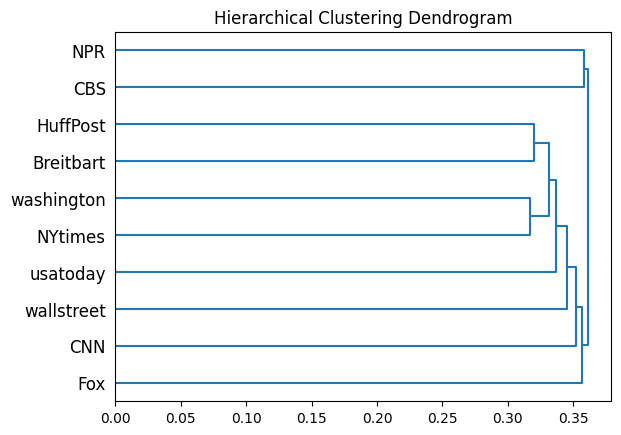 Hierarchical Clustering Dendrogram
NPR
CBS
HuffPost
Breitbart
washington
NYtimes
usatoday
wallstreet
CNN
Fox
0.00 0.05 0.10 0.15 0.20 0.25 0.30 0.35